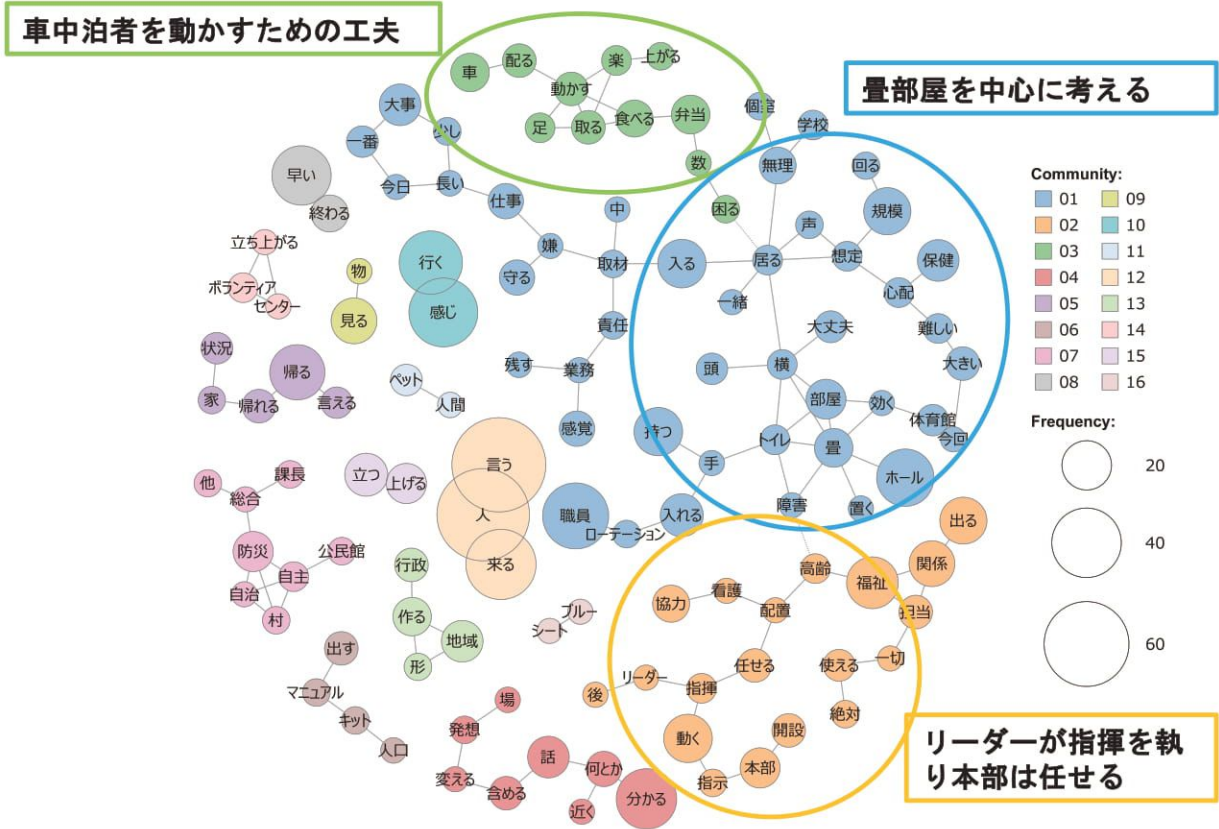 車中泊者を動かすための工夫
畳部屋を中心に考える
リーダーが指揮を執
り本部は任せる
車
配る
楽
上がる
動かす
足
取る
食べる
弁当
数
困る
大事
一番
少し
今日
長い
仕事
嫌
守る
中
取材
責任
残す
業務
感覚
個室
学校
無理
回る
規模
声
入る
居る
想定
保健
一緒
心配
難しい
大丈夫
大きい
頭
横
部屋
効く
体育館
今回
持つ
トイレ
畳
手
ホール
障害
置く
職員
ローテーション
入れる
早い
終わる
立ち上がる
ボランティア
センター
物
見る
行く
感じ
状況
帰る
家
帰れる
言える
ペット
人間
言う
人
来る
他
課長
総合
立つ
上げる
防災
公民館
自主
自治
村
行政
作る
地域
形
ブルー
シート
出す
マニュアル
キット
人口
場
発想
話
何とか
変える
含める
近く
分かる
出る
高齢
福祉
関係
看護
協力
配置
担当
一切
使える
任せる
リーダー
指揮
後
絶対
動く
開設
本部
指示
Community:
01 09
02 10
03 11
04 12
05 13
06 14
07 15
08 16
Frequency:
20
40
60